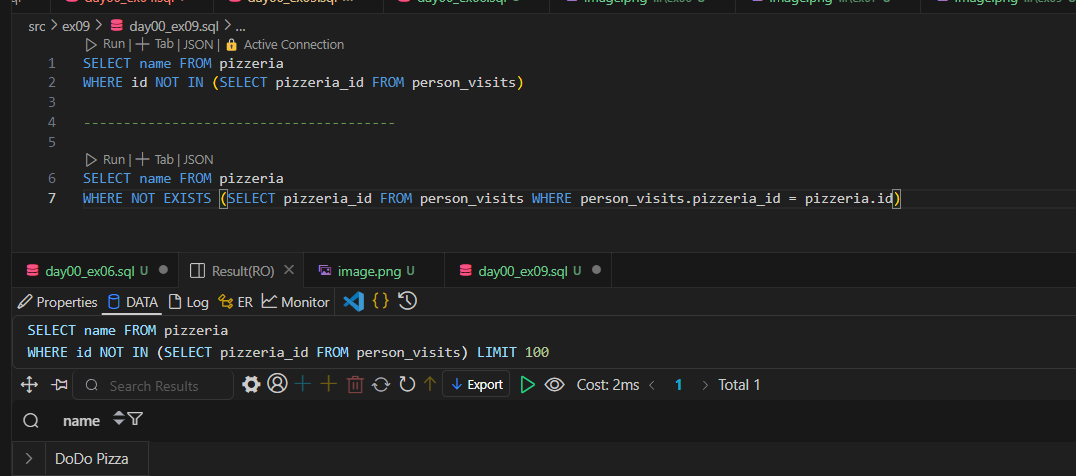 src > ex09 > day00_ex09.sql > ...
Run | + Tab | JSON | Active Connection
1 SELECT name FROM pizzeria
2 WHERE id NOT IN (SELECT pizzeria_id FROM person_visits)
3
4 ---------------------------------------
5
Run | + Tab | JSON
6 SELECT name FROM pizzeria
7 WHERE NOT EXISTS (SELECT pizzeria_id FROM person_visits WHERE person_visits.pizzeria_id = pizzeria.id)
day00_ex06.sql U Result(RO) image.png U day00_ex09.sql U
Properties DATA Log ER Monitor {}
SELECT name FROM pizzeria
WHERE id NOT IN (SELECT pizzeria_id FROM person_visits) LIMIT 100
Search Results Export Cost: 2ms < 1 > Total 1
name
> DoDo Pizza